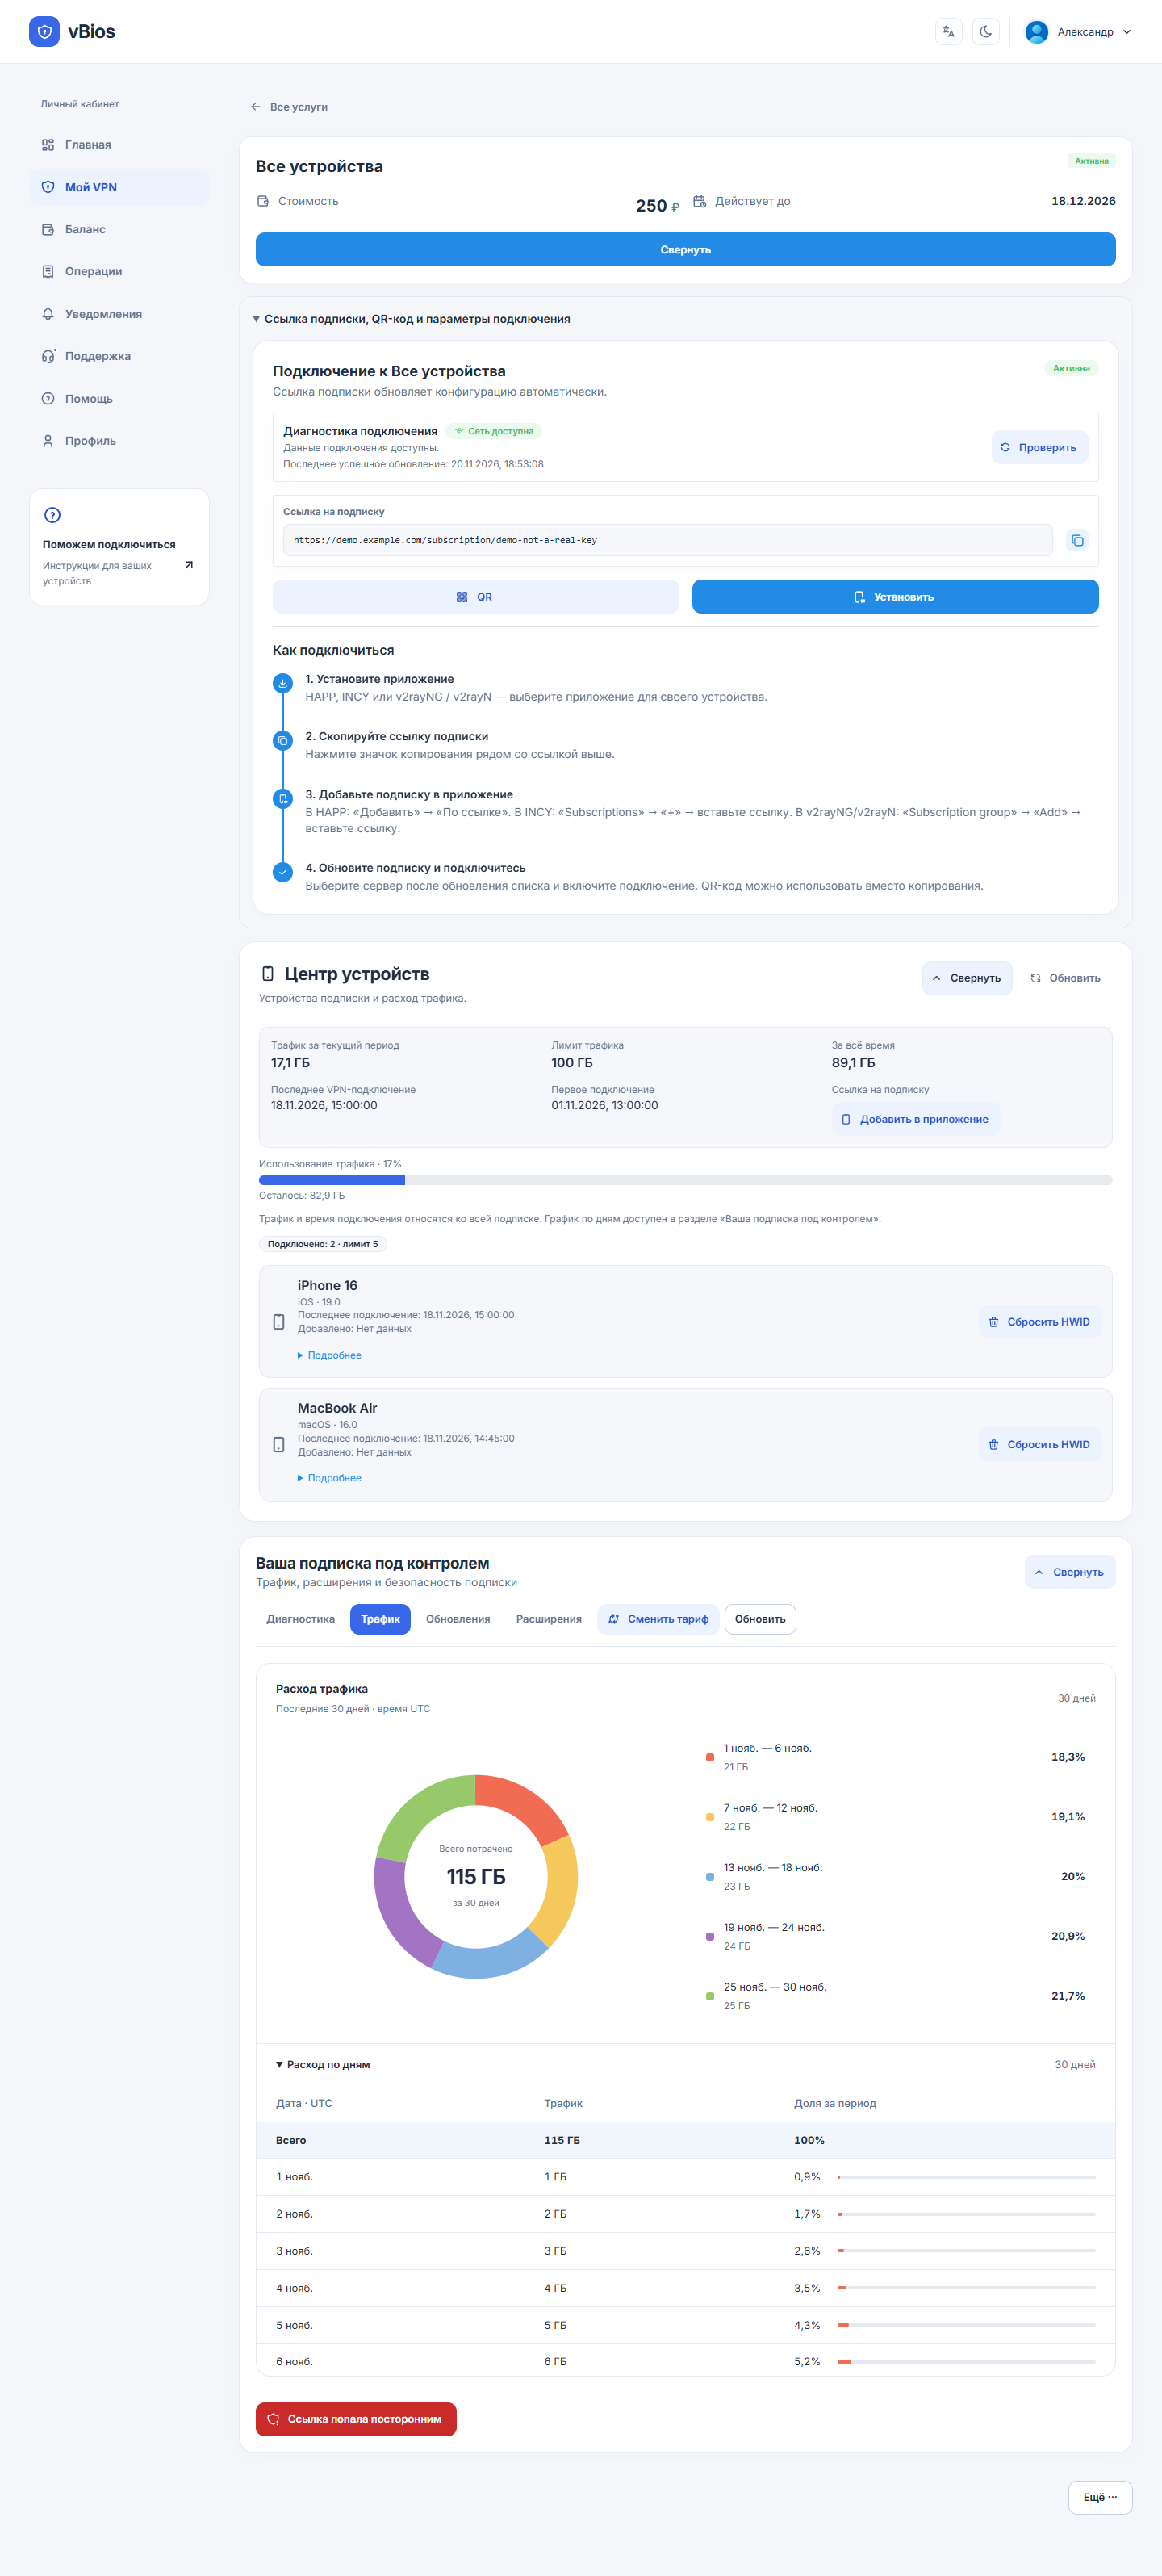 vBios
Александр
Личный кабинет
Главная
Мой VPN
Баланс
Операции
Уведомления
Поддержка
Помощь
Профиль
Поможем подключиться
Инструкции для ваших
устройств
Все услуги
Все устройства
Активна
Стоимость
250 ₽
Действует до
18.12.2026
Свернуть
Ссылка подписки, QR-код и параметры подключения
Подключение к Все устройства
Активна
Ссылка подписки обновляет конфигурацию автоматически.
Диагностика подключения
Сеть доступна
Данные подключения доступны.
Последнее успешное обновление: 20.11.2026, 18:53:08
Проверить
Ссылка на подписку
https://demo.example.com/subscription/demo-not-a-real-key
QR
Установить
Как подключиться
1. Установите приложение
HAPP, INCY или v2rayNG / v2rayN — выберите приложение для своего устройства.
2. Скопируйте ссылку подписки
Нажмите значок копирования рядом со ссылкой выше.
3. Добавьте подписку в приложение
В HAPP: «Добавить» → «По ссылке». В INCY: «Subscriptions» → «+» → вставьте ссылку. В v2rayNG/v2rayN: «Subscription group» → «Add» →
вставьте ссылку.
4. Обновите подписку и подключитесь
Выберите сервер после обновления списка и включите подключение. QR-код можно использовать вместо копирования.
Центр устройств
Устройства подписки и расход трафика.
Свернуть
Обновить
Трафик за текущий период
17,1 ГБ
Лимит трафика
100 ГБ
За всё время
89,1 ГБ
Последнее VPN-подключение
18.11.2026, 15:00:00
Первое подключение
01.11.2026, 13:00:00
Ссылка на подписку
Добавить в приложение
Использование трафика · 17%
Осталось: 82,9 ГБ
Трафик и время подключения относятся ко всей подписке. График по дням доступен в разделе «Ваша подписка под контролем».
Подключено: 2 · лимит 5
iPhone 16
iOS · 19.0
Последнее подключение: 18.11.2026, 15:00:00
Добавлено: Нет данных
Подробнее
Сбросить HWID
MacBook Air
macOS · 16.0
Последнее подключение: 18.11.2026, 14:45:00
Добавлено: Нет данных
Подробнее
Сбросить HWID
Ваша подписка под контролем
Трафик, расширения и безопасность подписки
Свернуть
Диагностика
Трафик
Обновления
Расширения
Сменить тариф
Обновить
Расход трафика
Последние 30 дней · время UTC
30 дней
Всего потрачено
115 ГБ
за 30 дней
1 нояб. — 6 нояб.
21 ГБ
18,3%
7 нояб. — 12 нояб.
22 ГБ
19,1%
13 нояб. — 18 нояб.
23 ГБ
20%
19 нояб. — 24 нояб.
24 ГБ
20,9%
25 нояб. — 30 нояб.
25 ГБ
21,7%
Расход по дням
30 дней
Дата · UTC Трафик Доля за период
Всего 115 ГБ 100%
1 нояб. 1 ГБ 0,9%
2 нояб. 2 ГБ 1,7%
3 нояб. 3 ГБ 2,6%
4 нояб. 4 ГБ 3,5%
5 нояб. 5 ГБ 4,3%
6 нояб. 6 ГБ 5,2%
Ссылка попала посторонним
Ещё ···